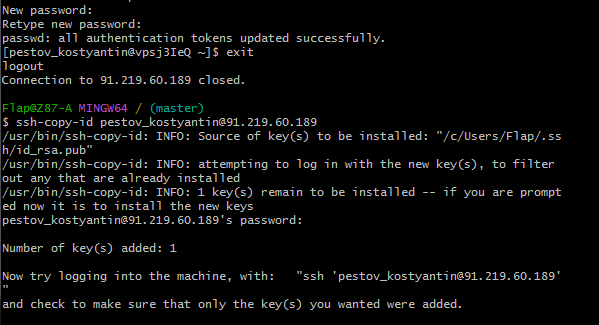 New password:
Retype new password:
passwd: all authentication tokens updated successfully.
[pestov_kostyantin@vpsj3IeQ ~]$ exit
logout
Connection to 91.219.60.189 closed.
Flap@Z87-A MINGW64 / (master)
$ ssh-copy-id pestov_kostyantin@91.219.60.189
/usr/bin/ssh-copy-id: INFO: Source of key(s) to be installed: "/c/Users/Flap/.ss
h/id_rsa.pub"
/usr/bin/ssh-copy-id: INFO: attempting to log in with the new key(s), to filter
out any that are already installed
/usr/bin/ssh-copy-id: INFO: 1 key(s) remain to be installed -- if you are prompt
ed now it is to install the new keys
pestov_kostyantin@91.219.60.189's password:
Number of key(s) added: 1
Now try logging into the machine, with:   "ssh 'pestov_kostyantin@91.219.60.189'
"
and check to make sure that only the key(s) you wanted were added.